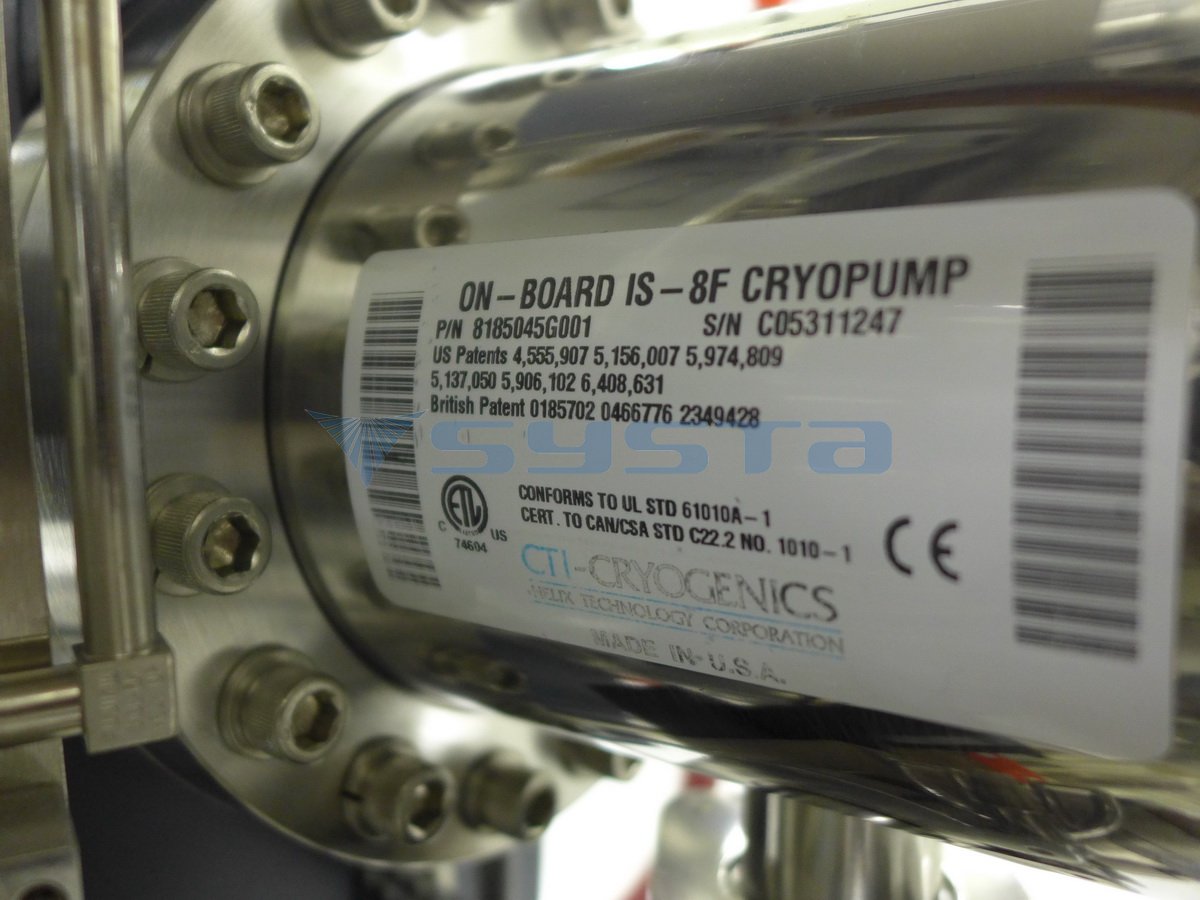 ON-BOARD IS-8F CRYOPUMP
P/N 8185045G001 S/N C05311247
US Patents 4,555,907 5,156,007 5,974,809
5,137,050 5,906,102 6,408,631
British Patent 0185702 0466776 2349428
systa
ETL
C US
74604
CONFORMS TO UL STD 61010A-1
CERT. TO CAN/CSA STD C22.2 NO. 1010-1
CE
CTI-CRYOGENICS
HELIX TECHNOLOGY CORPORATION
MADE IN U.S.A.